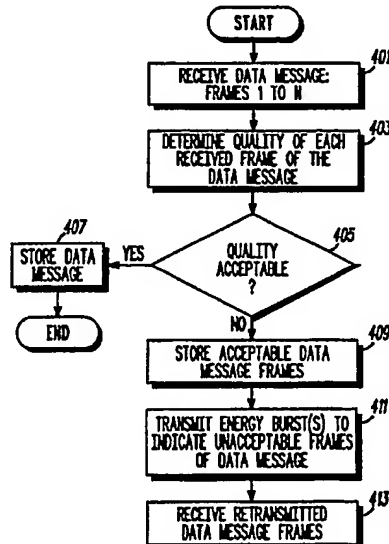 START
401
RECEIVE DATA MESSAGE:
FRAMES 1 TO N
403
DETERMINE QUALITY OF EACH
RECEIVED FRAME OF THE
DATA MESSAGE
405
QUALITY
ACCEPTABLE
?
YES
407
STORE DATA
MESSAGE
END
NO
409
STORE ACCEPTABLE DATA
MESSAGE FRAMES
411
TRANSMIT ENERGY BURST(S) TO
INDICATE UNACCEPTABLE FRAMES
OF DATA MESSAGE
413
RECEIVE RETRANSMITTED
DATA MESSAGE FRAMES